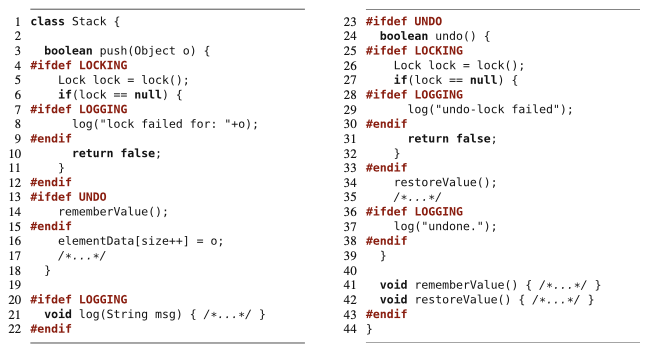 1 class Stack {
2
3 boolean push(Object o) {
4 #ifdef LOCKING
5 Lock lock = lock();
6 if(lock == null) {
7 #ifdef LOGGING
8 log("lock failed for: "+o);
9 #endif
10 return false;
11 }
12 #endif
13 #ifdef UNDO
14 rememberValue();
15 #endif
16 elementData[size++] = o;
17 /*...*/
18 }
19
20 #ifdef LOGGING
21 void log(String msg) { /*...*/ }
22 #endif
23 #ifdef UNDO
24 boolean undo() {
25 #ifdef LOCKING
26 Lock lock = lock();
27 if(lock == null) {
28 #ifdef LOGGING
29 log("undo-lock failed");
30 #endif
31 return false;
32 }
33 #endif
34 restoreValue();
35 /*...*/
36 #ifdef LOGGING
37 log("undone.");
38 #endif
39 }
40
41 void rememberValue() { /*...*/ }
42 void restoreValue() { /*...*/ }
43 #endif
44 }